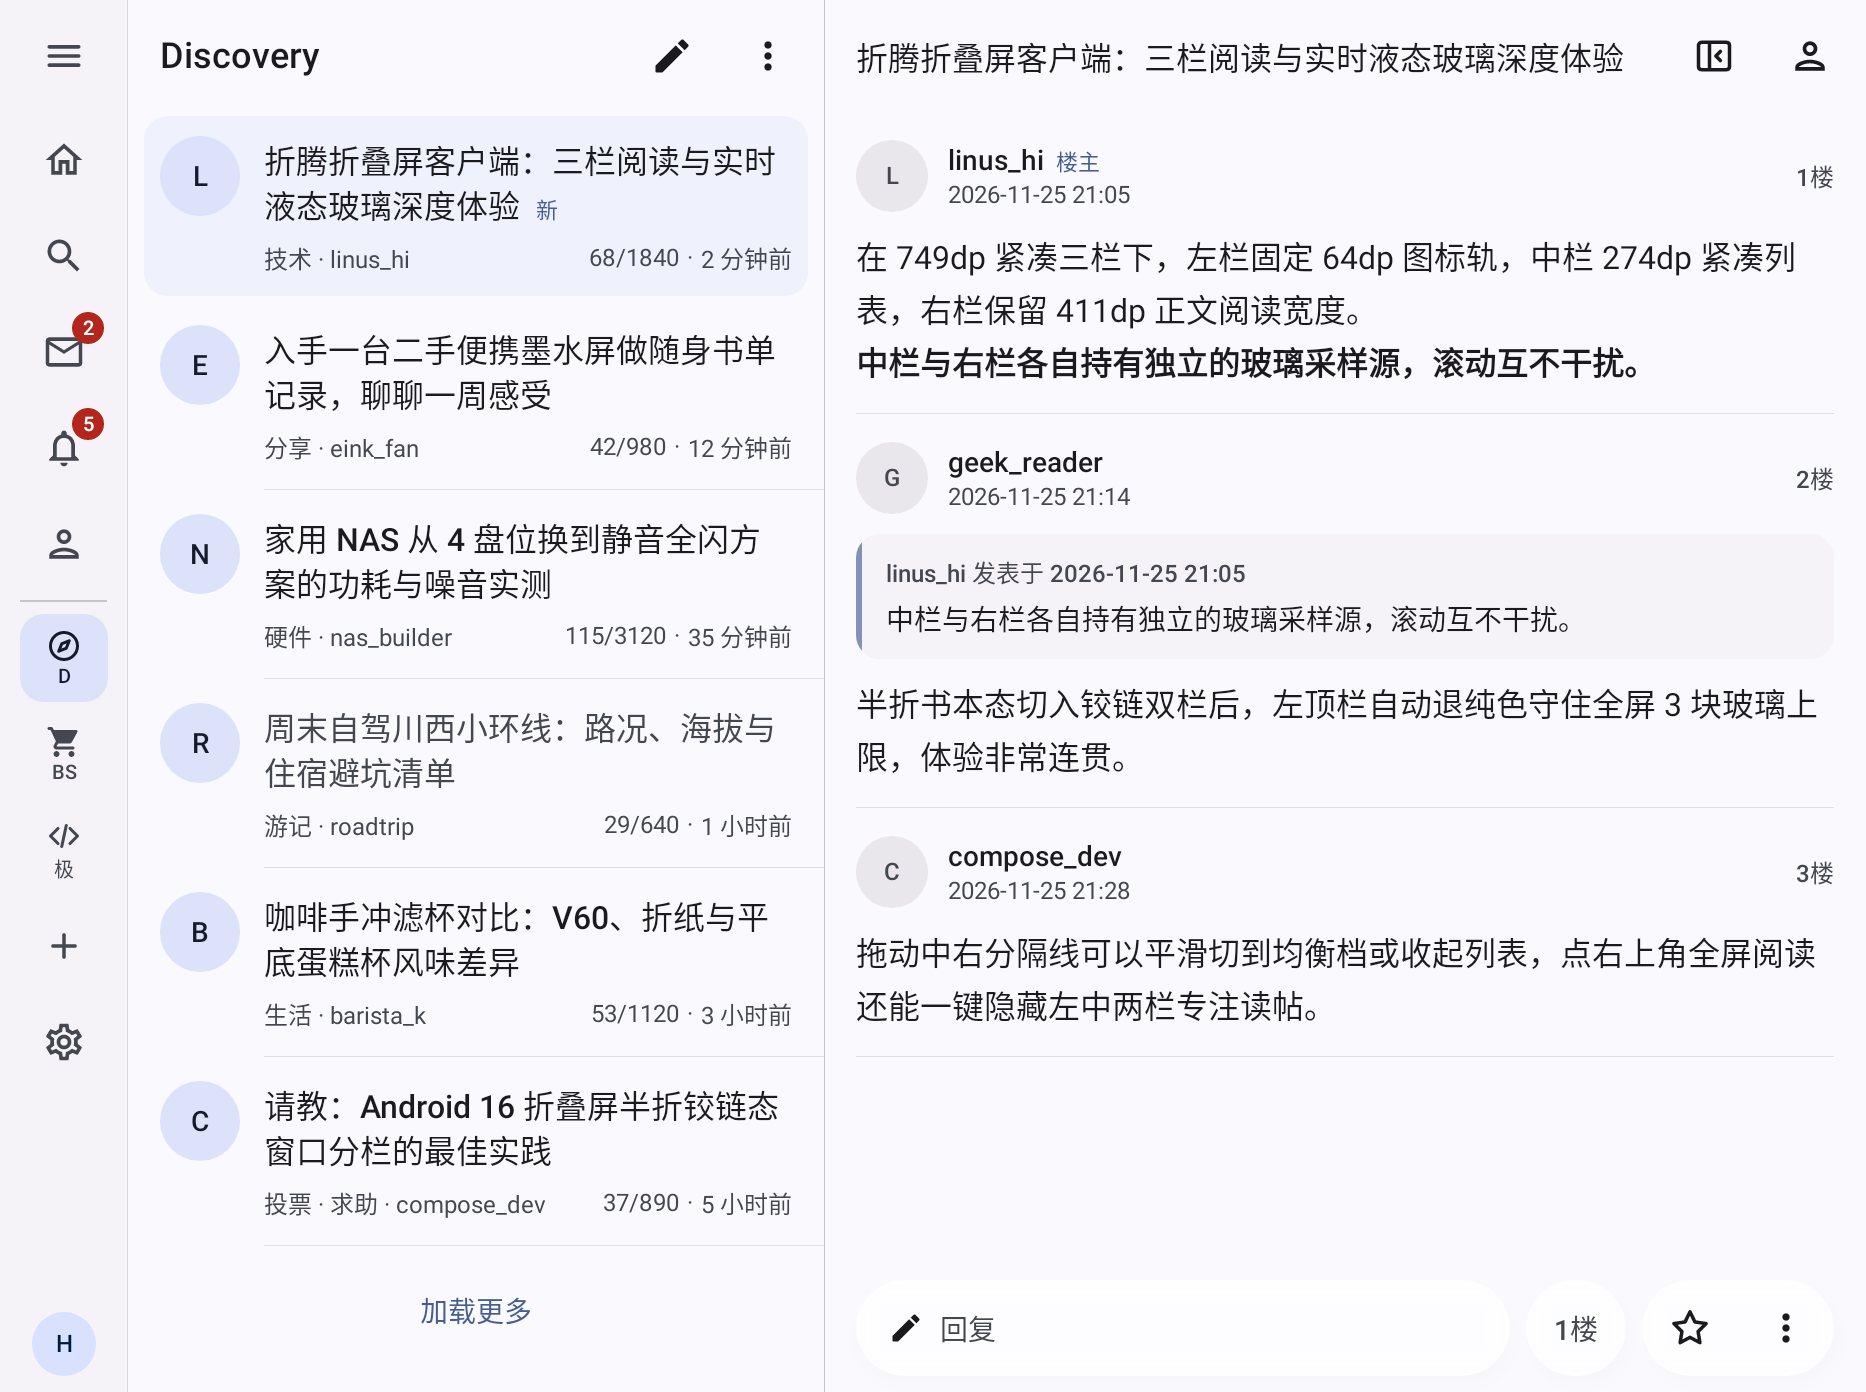 2
5
D
BS
极
H
Discovery
L
折腾折叠屏客户端：三栏阅读与实时
液态玻璃深度体验 新
技术 · linus_hi 68/1840 · 2 分钟前
E
入手一台二手便携墨水屏做随身书单
记录，聊聊一周感受
分享 · eink_fan 42/980 · 12 分钟前
N
家用 NAS 从 4 盘位换到静音全闪方
案的功耗与噪音实测
硬件 · nas_builder 115/3120 · 35 分钟前
R
周末自驾川西小环线：路况、海拔与
住宿避坑清单
游记 · roadtrip 29/640 · 1 小时前
B
咖啡手冲滤杯对比：V60、折纸与平
底蛋糕杯风味差异
生活 · barista_k 53/1120 · 3 小时前
C
请教：Android 16 折叠屏半折铰链态
窗口分栏的最佳实践
投票 · 求助 · compose_dev 37/890 · 5 小时前
加载更多
折腾折叠屏客户端：三栏阅读与实时液态玻璃深度体验
L
linus_hi 楼主
2026-11-25 21:05
1楼
在 749dp 紧凑三栏下，左栏固定 64dp 图标轨，中栏 274dp 紧凑列
表，右栏保留 411dp 正文阅读宽度。
中栏与右栏各自持有独立的玻璃采样源，滚动互不干扰。
G
geek_reader
2026-11-25 21:14
2楼
linus_hi 发表于 2026-11-25 21:05
中栏与右栏各自持有独立的玻璃采样源，滚动互不干扰。
半折书本态切入铰链双栏后，左顶栏自动退纯色守住全屏 3 块玻璃上
限，体验非常连贯。
C
compose_dev
2026-11-25 21:28
3楼
拖动中右分隔线可以平滑切到均衡档或收起列表，点右上角全屏阅读
还能一键隐藏左中两栏专注读帖。
回复
1楼